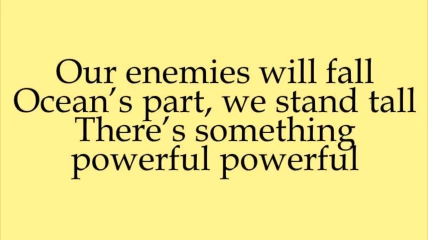 Our enemies will fall
Ocean’s part, we stand tall
There’s something
powerful powerful